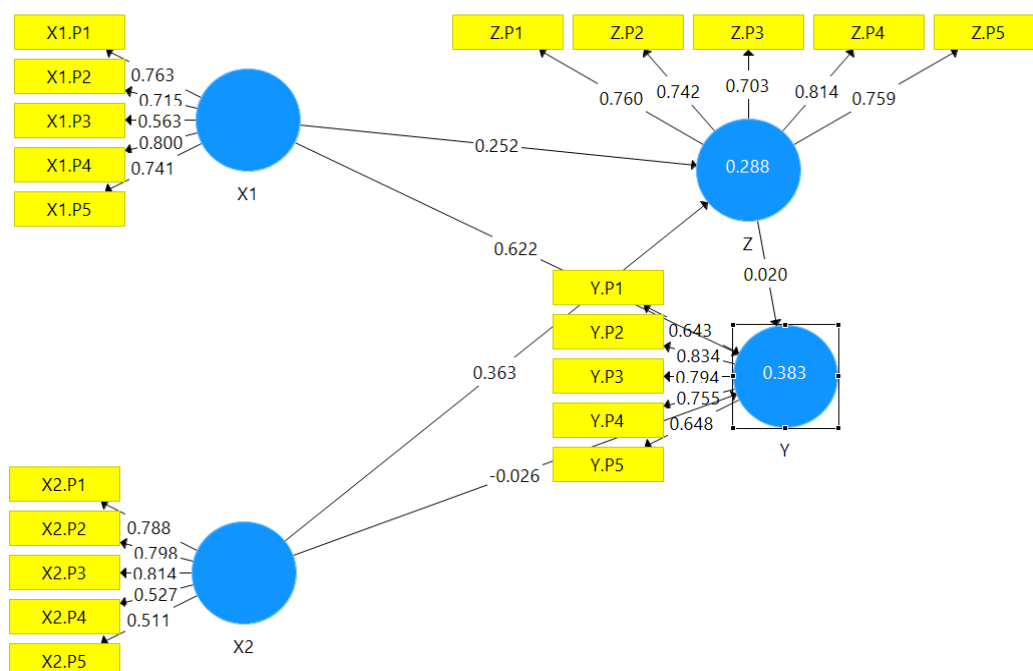 X1.P1
X1.P2
X1.P3
X1.P4
X1.P5
0.763
0.715
0.563
0.800
0.741
X1
Z.P1
Z.P2
Z.P3
Z.P4
Z.P5
0.760
0.742
0.703
0.814
0.759
0.288
Z
0.252
0.622
0.020
0.363
-0.026
Y.P1
Y.P2
Y.P3
Y.P4
Y.P5
0.643
0.834
0.794
0.755
0.648
0.383
Y
X2.P1
X2.P2
X2.P3
X2.P4
X2.P5
0.788
0.798
0.814
0.527
0.511
X2